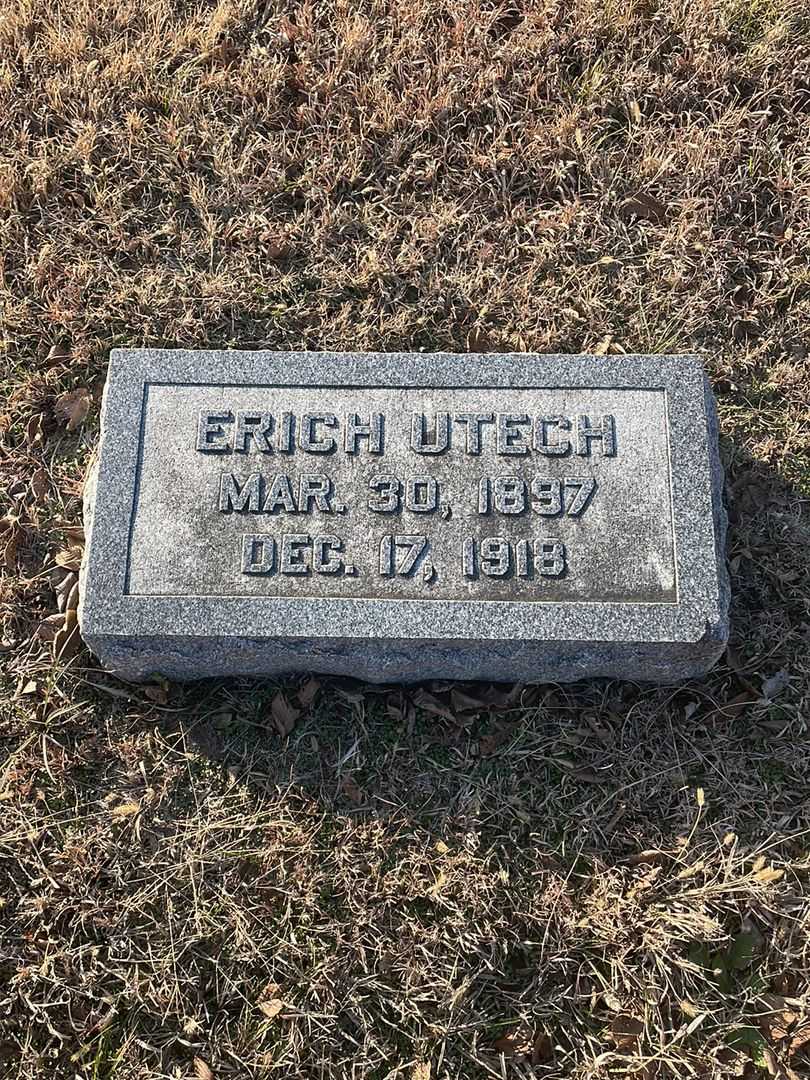 ERICH UTECH
MAR. 30, 1897
DEC. 17, 1918